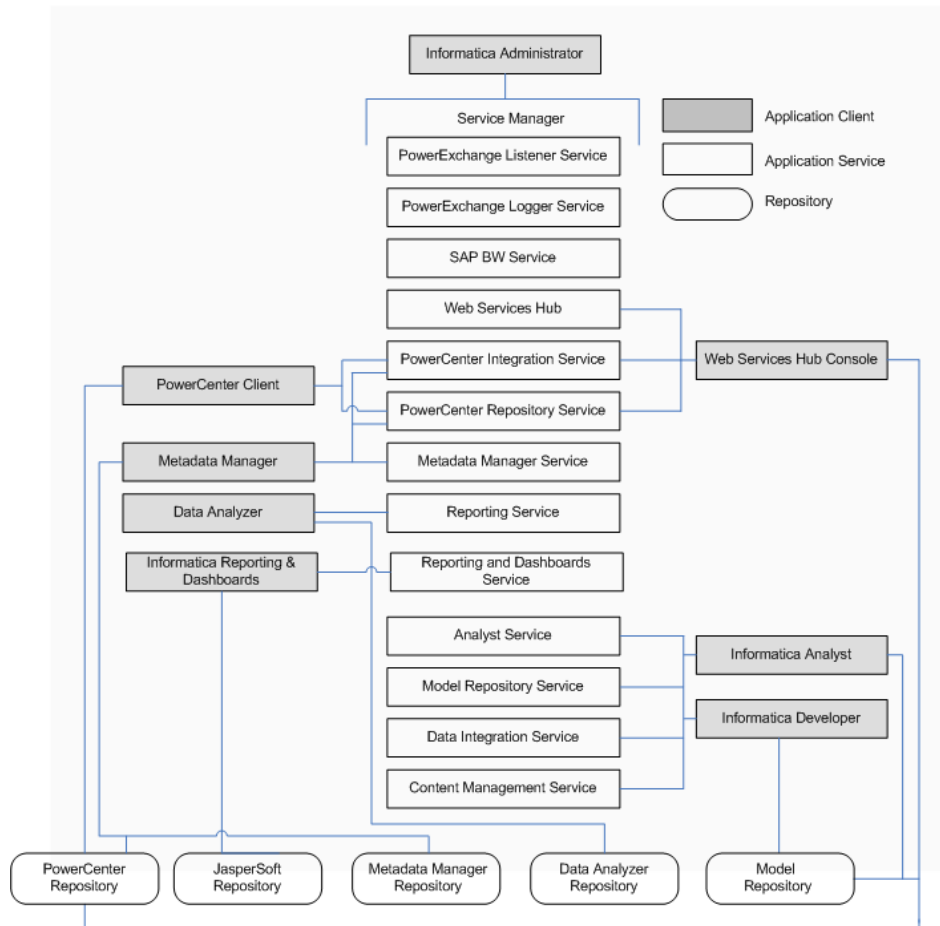 Informatica Administrator
Service Manager
Application Client
PowerExchange Listener Service
Application Service
PowerExchange Logger Service
Repository
SAP BW Service
Web Services Hub
PowerCenter Integration Service
Web Services Hub Console
PowerCenter Client
PowerCenter Repository Service
Metadata Manager
Metadata Manager Service
Data Analyzer
Reporting Service
Informatica Reporting &
Dashboards
Reporting and Dashboards
Service
Analyst Service
Informatica Analyst
Model Repository Service
Informatica Developer
Data Integration Service
Content Management Service
PowerCenter
Repository
JasperSoft
Repository
Metadata Manager
Repository
Data Analyzer
Repository
Model
Repository